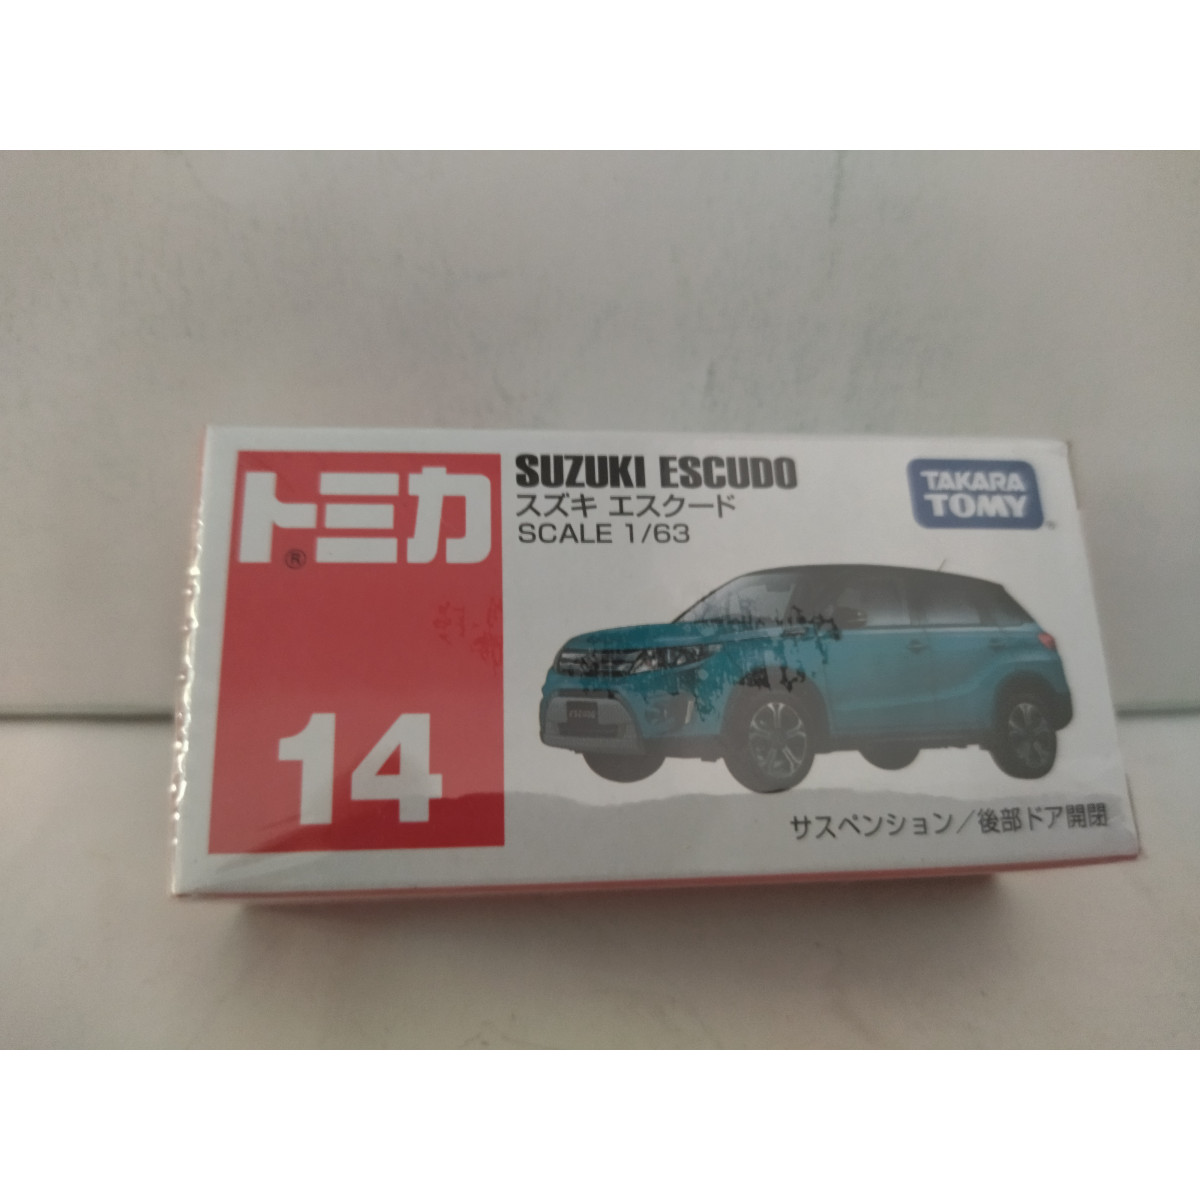 トミカ
®
14
SUZUKI ESCUDO
スズキ エスクード
SCALE 1/63
TAKARA
TOMY
ESCUDO
サスペンション／後部ドア開閉